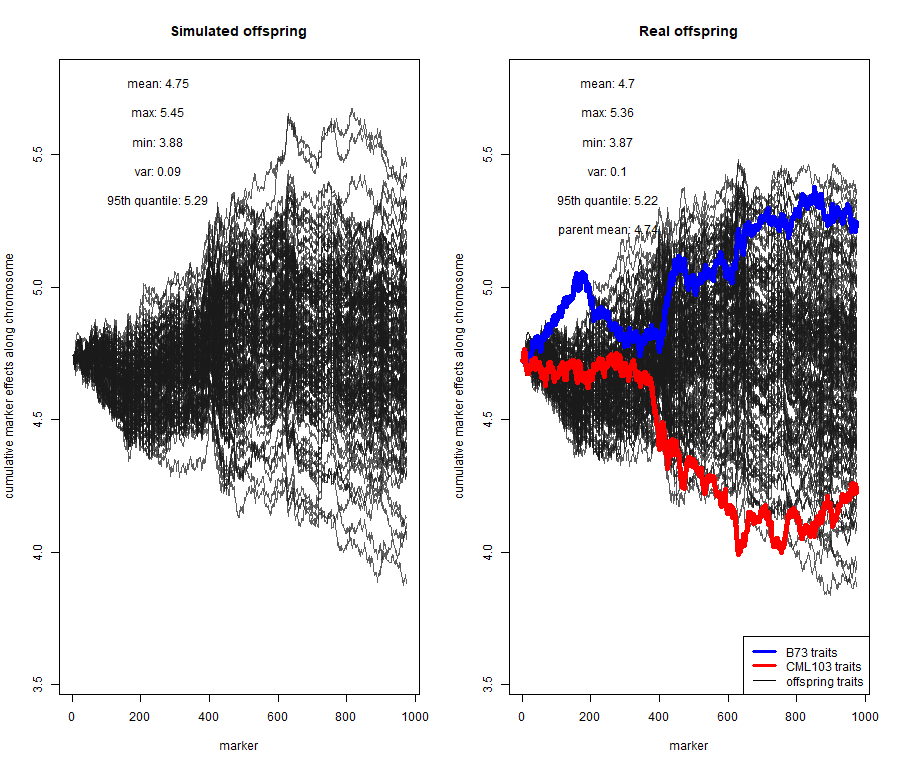 Simulated offspring
mean: 4.75
max: 5.45
min: 3.88
var: 0.09
95th quantile: 5.29
cumulative marker effects along chromosome
5.5
5.0
4.5
4.0
3.5
0 200 400 600 800 1000
marker
Real offspring
mean: 4.7
max: 5.36
min: 3.87
var: 0.1
95th quantile: 5.22
parent mean: 4.74
cumulative marker effects along chromosome
5.5
5.0
4.5
4.0
3.5
B73 traits
CML103 traits
offspring traits
0 200 400 600 800 1000
marker